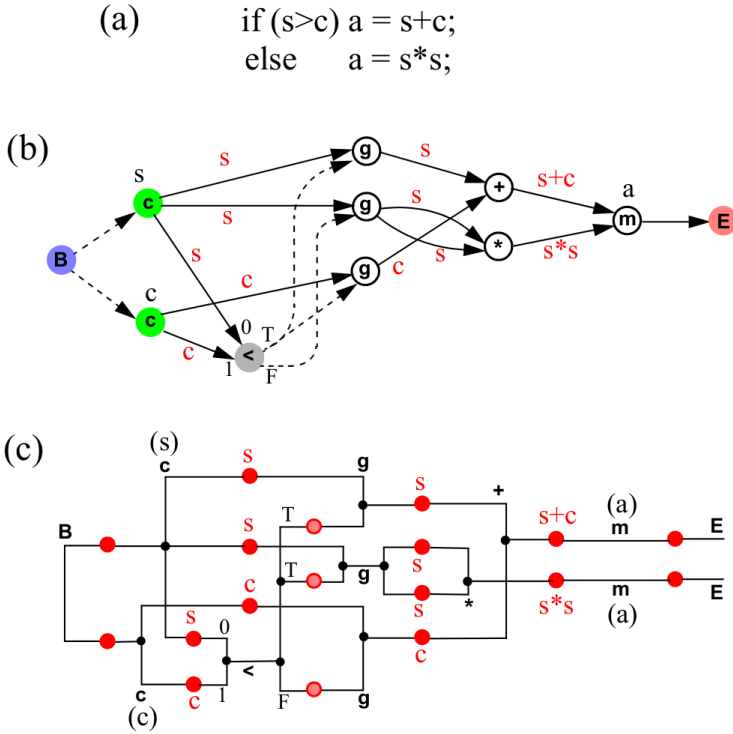 (a)
if (s>c) a = s+c;
else a = s*s;
(b)
g
s
s
+
s+c
a
s
c
g
s
s
m
E
B
*
s*s
s
s
g
c
c
c
c
0
T
c
<
1
F
(c)
(s)
c
s
g
s
+
B
T
s+c
(a)
m
E
s
T
g
s
s
*
s*s
m
(a)
E
c
s
0
<
c
c
(c)
c
1
F
g